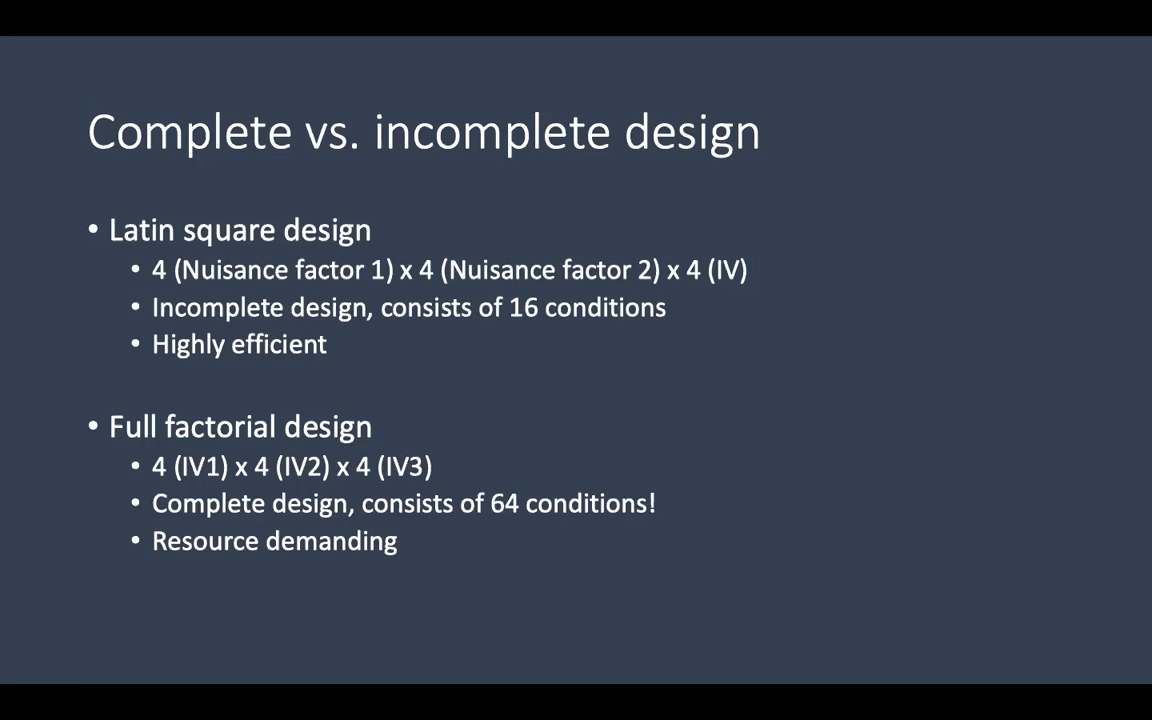 Complete vs. incomplete design
• Latin square design
• 4 (Nuisance factor 1) x 4 (Nuisance factor 2) x 4 (IV)
• Incomplete design, consists of 16 conditions
• Highly efficient
• Full factorial design
• 4 (IV1) x 4 (IV2) x 4 (IV3)
• Complete design, consists of 64 conditions!
• Resource demanding